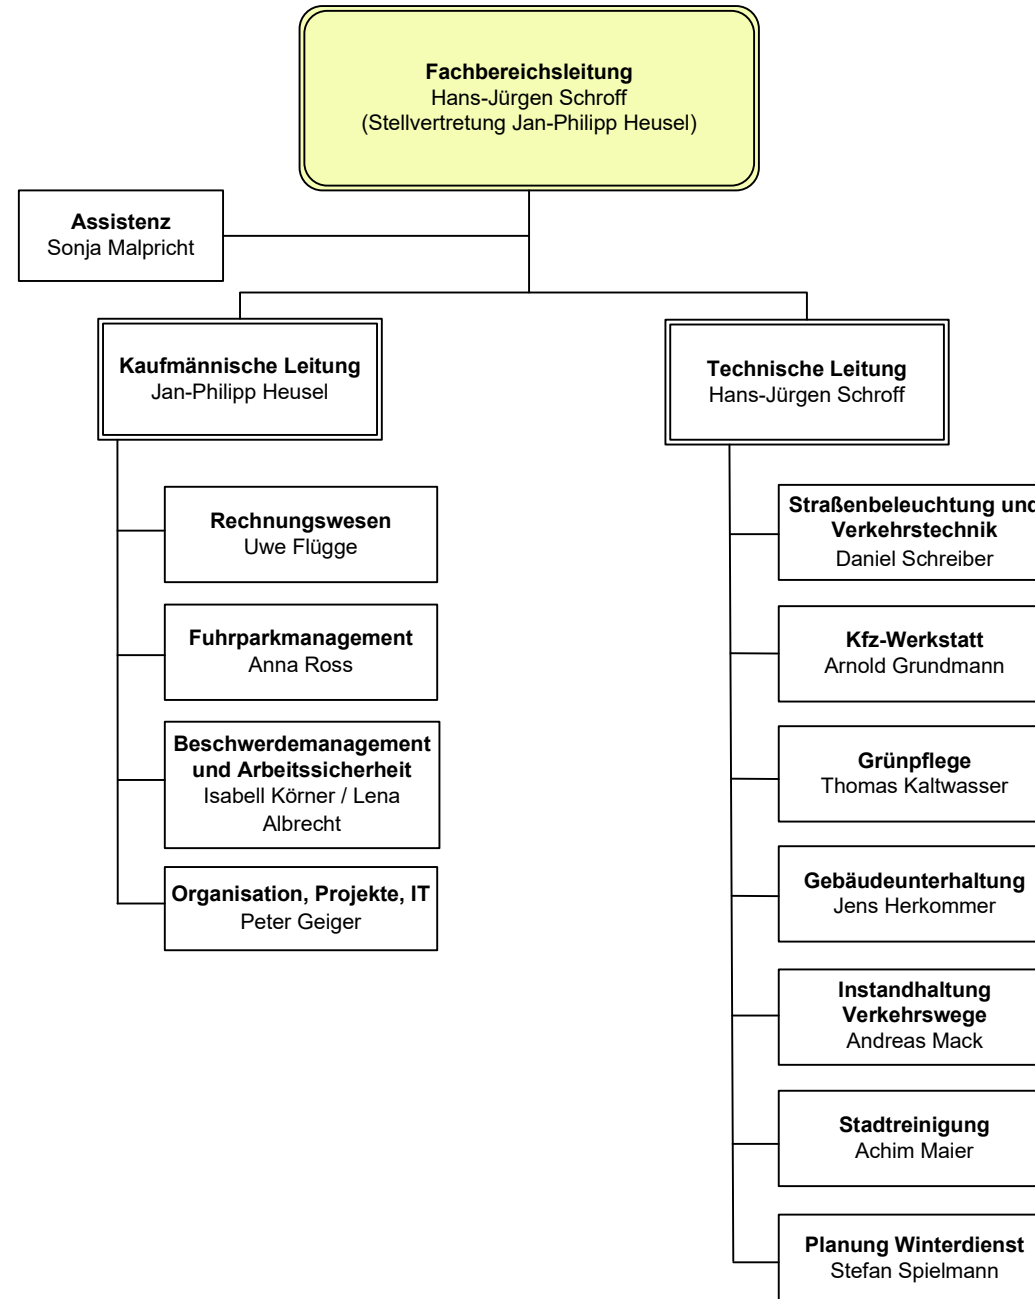 Fachbereichsleitung
Hans-Jürgen Schroff
(Stellvertretung Jan-Philipp Heusel)
Assistenz
Sonja Malpricht
Kaufmännische Leitung
Jan-Philipp Heusel
Technische Leitung
Hans-Jürgen Schroff
Rechnungswesen
Uwe Flügge
Fuhrparkmanagement
Anna Ross
Beschwerdemanagement
und Arbeitssicherheit
Isabell Körner / Lena
Albrecht
Organisation, Projekte, IT
Peter Geiger
Straßenbeleuchtung und
Verkehrstechnik
Daniel Schreiber
Kfz-Werkstatt
Arnold Grundmann
Grünpflege
Thomas Kaltwasser
Gebäudeunterhaltung
Jens Herkommer
Instandhaltung
Verkehrswege
Andreas Mack
Stadtreinigung
Achim Maier
Planung Winterdienst
Stefan Spielmann